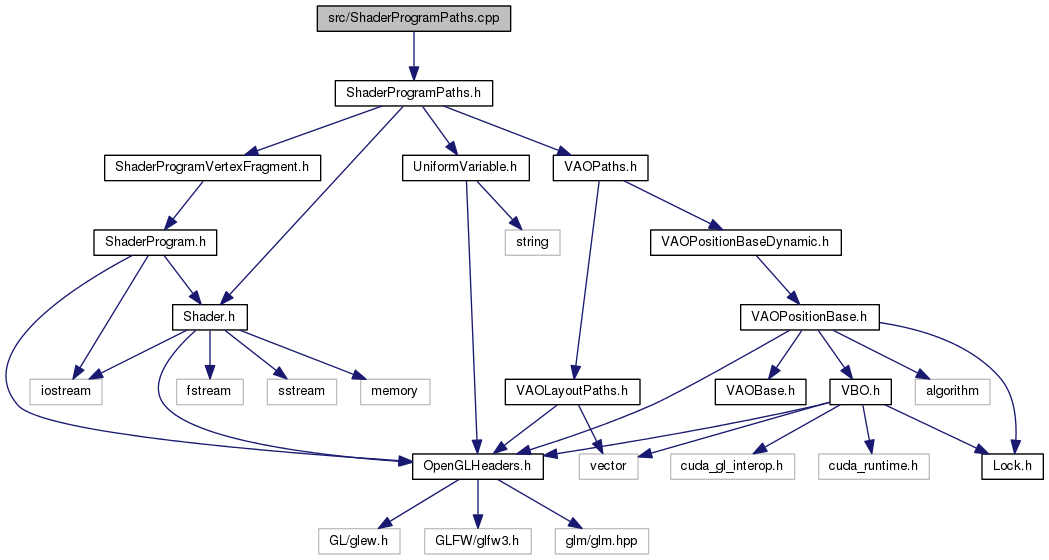 src/ShaderProgramPaths.cpp
ShaderProgramPaths.h
ShaderProgramVertexFragment.h
UniformVariable.h
VAOPaths.h
ShaderProgram.h
string
VAOPositionBaseDynamic.h
Shader.h
VAOPositionBase.h
iostream
fstream
sstream
memory
VAOLayoutPaths.h
VAOBase.h
VBO.h
algorithm
OpenGLHeaders.h
vector
cuda_gl_interop.h
cuda_runtime.h
Lock.h
GL/glew.h
GLFW/glfw3.h
glm/glm.hpp